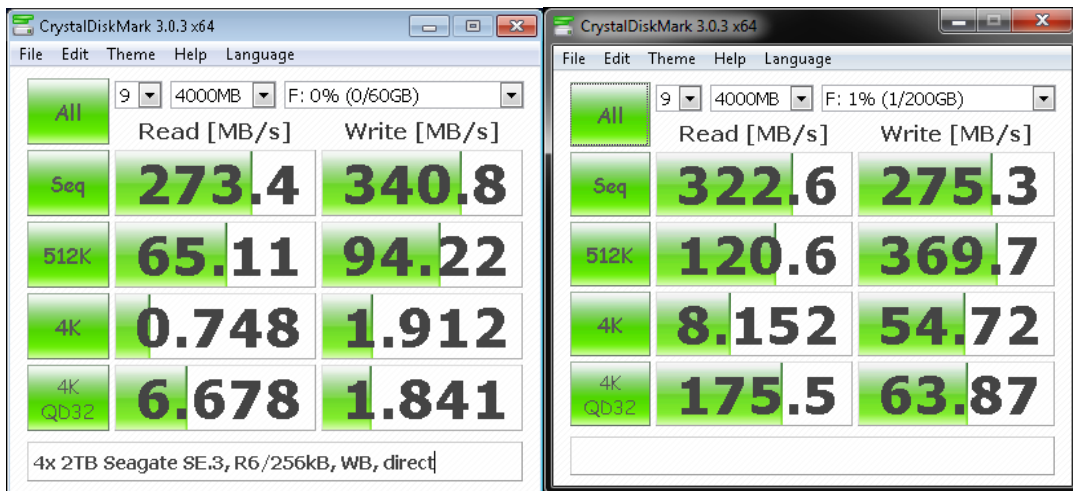 CrystalDiskMark 3.0.3 x64
File Edit Theme Help Language
All 9 4000MB F: 0% (0/60GB)
Read [MB/s] Write [MB/s]
Seq 273.4 340.8
512K 65.11 94.22
4K 0.748 1.912
4K QD32 6.678 1.841
4x 2TB Seagate SE.3, R6/256kB, WB, direct
CrystalDiskMark 3.0.3 x64
File Edit Theme Help Language
All 9 4000MB F: 1% (1/200GB)
Read [MB/s] Write [MB/s]
Seq 322.6 275.3
512K 120.6 369.7
4K 8.152 54.72
4K QD32 175.5 63.87